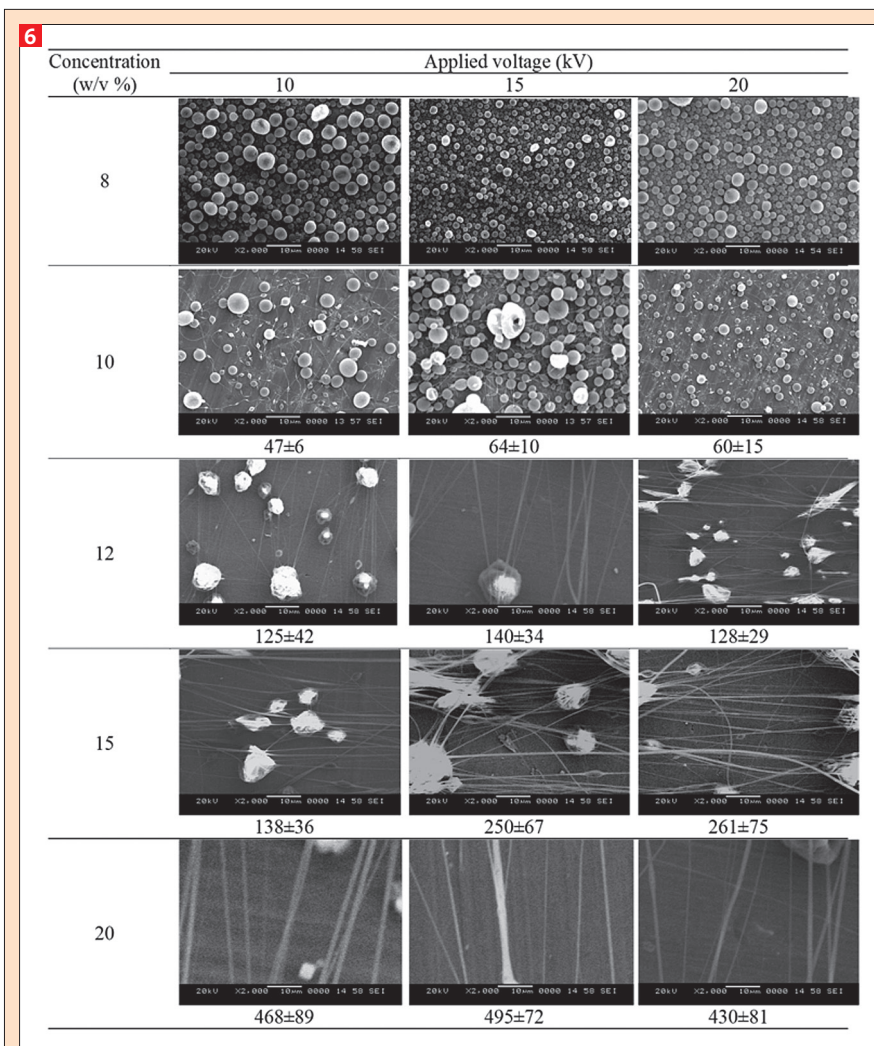 6
Concentration (w/v %)
Applied voltage (kV)
10 15 20
8
20kV X2,000 10μm 0000 14 58 SEI
20kV X2,000 10μm 0000 14 58 SEI
20kV X2,000 10μm 0000 14 54 SEI
10
20kV X2,000 10μm 0000 13 57 SEI
20kV X2,000 10μm 0000 13 57 SEI
20kV X2,000 10μm 0000 14 58 SEI
47±6 64±10 60±15
12
20kV X2,000 10μm 0000 14 58 SEI
20kV X2,000 10μm 0000 14 58 SEI
20kV X2,000 10μm 0000 14 58 SEI
125±42 140±34 128±29
15
20kV X2,000 10μm 0000 14 58 SEI
20kV X2,000 10μm 0000 14 58 SEI
20kV X2,000 10μm 0000 14 58 SEI
138±36 250±67 261±75
20
20kV X2,000 10μm 0000 14 58 SEI
20kV X2,000 10μm 0000 14 58 SEI
20kV X2,000 10μm 0000 14 58 SEI
468±89 495±72 430±81